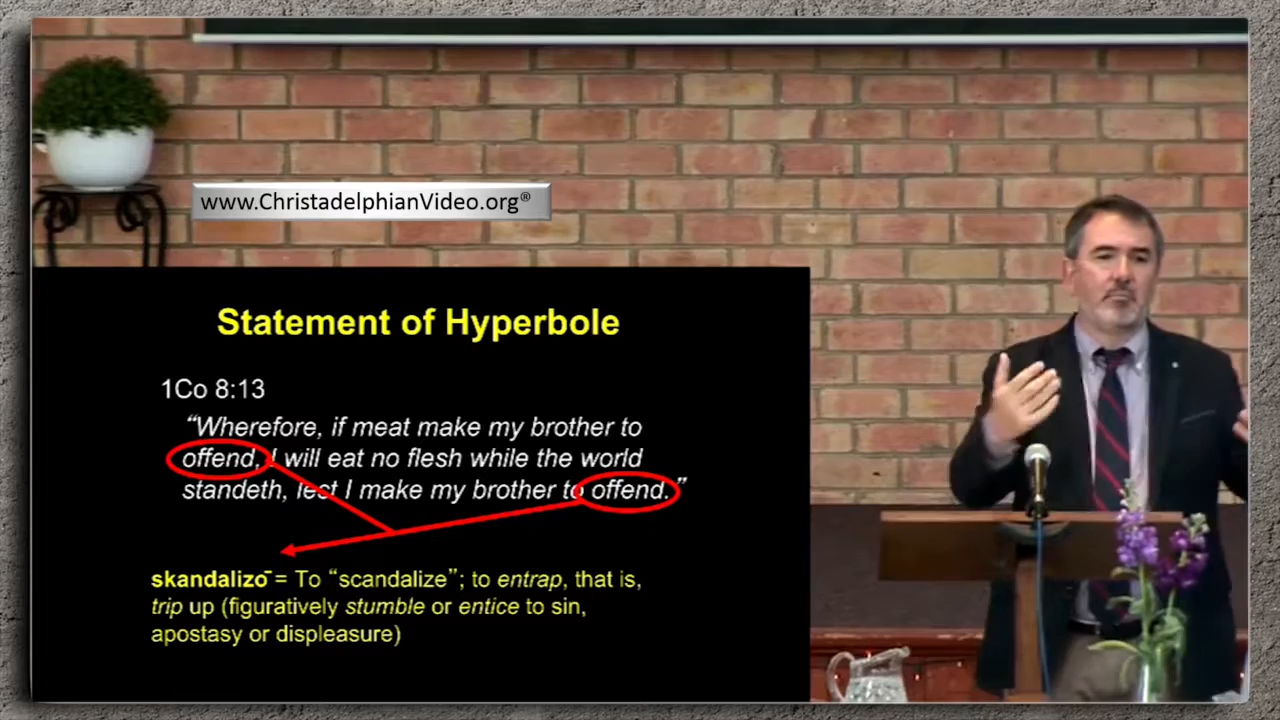 www.ChristadelphianVideo.org®
Statement of Hyperbole
1Co 8:13
“Wherefore, if meat make my brother to
offend, I will eat no flesh while the world
standeth, lest I make my brother to offend.”
skandalizō = To “scandalize”; to entrap, that is,
trip up (figuratively stumble or entice to sin,
apostasy or displeasure)